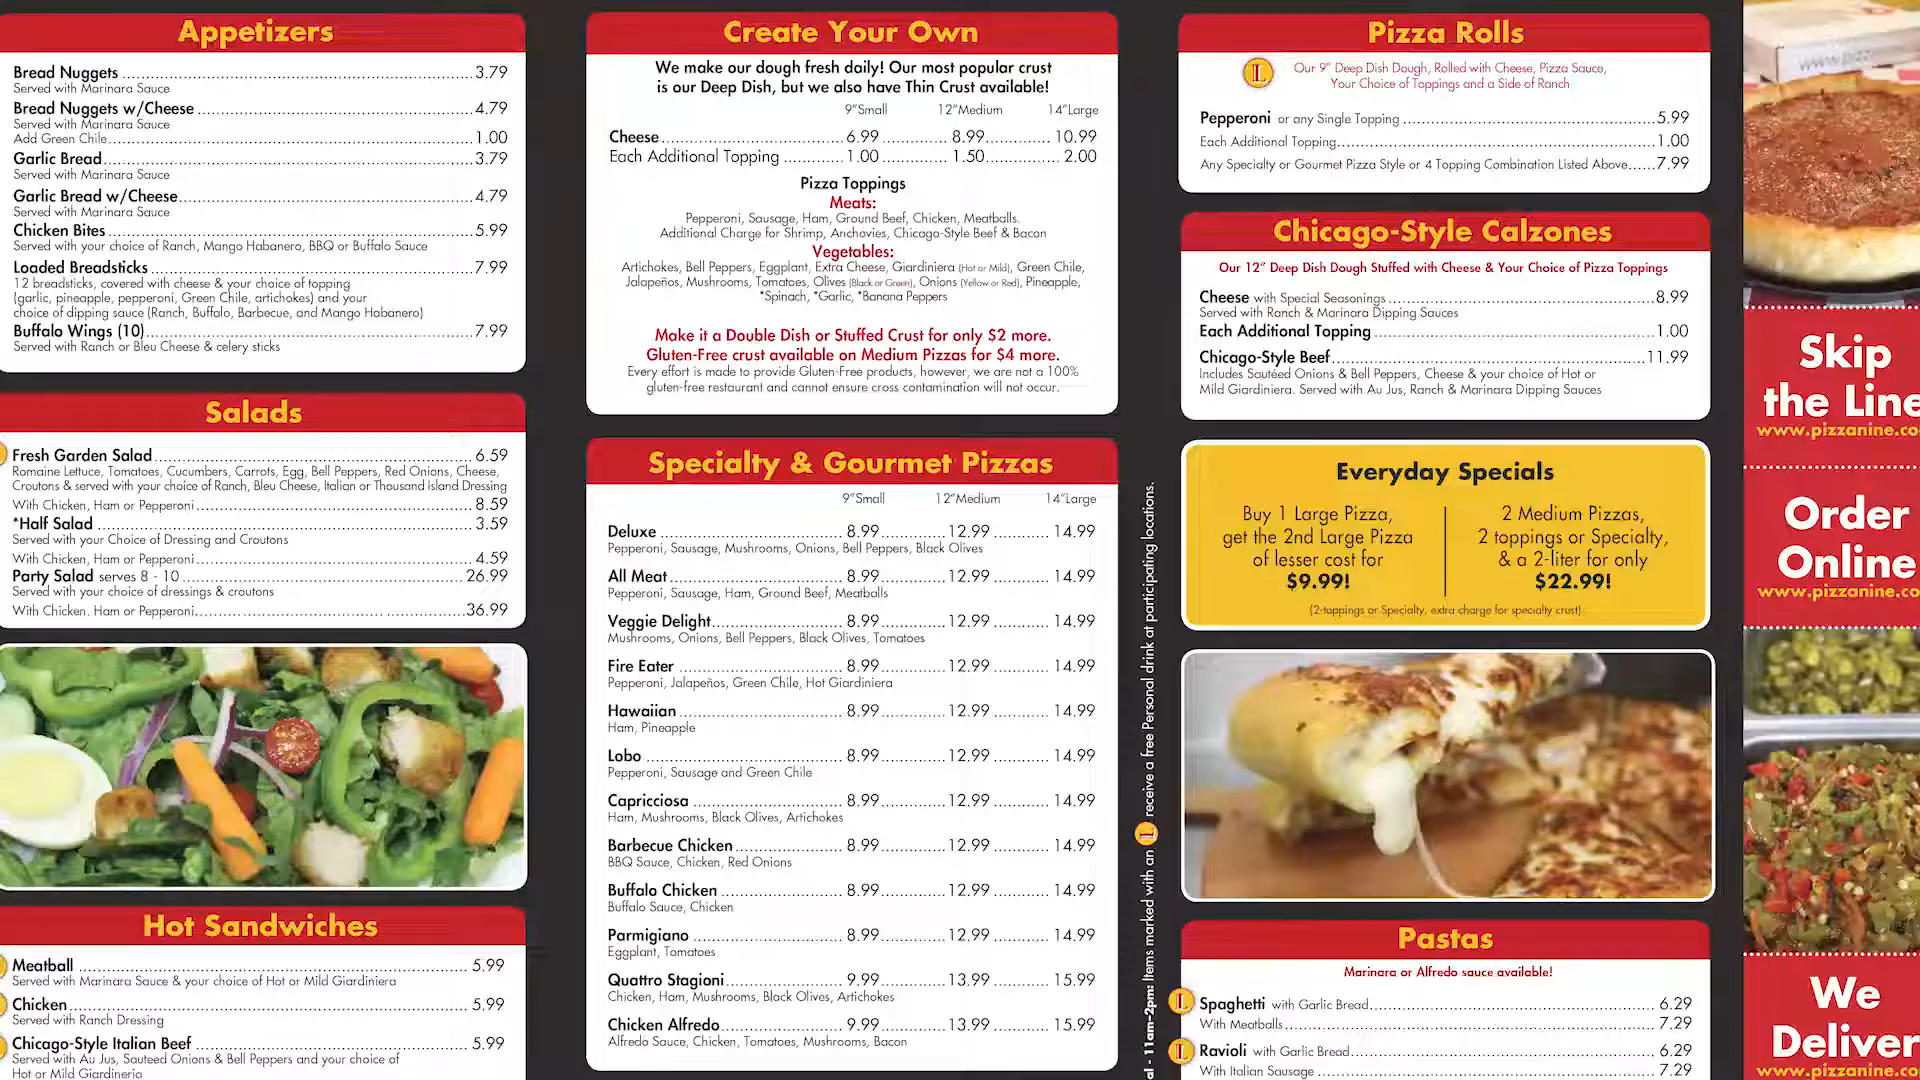 Appetizers
Bread Nuggets 3.79
Served with Marinara Sauce
Bread Nuggets w/Cheese 4.79
Served with Marinara Sauce
Add Green Chile 1.00
Garlic Bread 3.79
Served with Marinara Sauce
Garlic Bread w/Cheese 4.79
Served with Marinara Sauce
Chicken Bites 5.99
Served with your choice of Ranch, Mango Habanero, BBQ or Buffalo Sauce
Loaded Breadsticks 7.99
12 breadsticks, covered with cheese & your choice of topping
(garlic, pineapple, pepperoni, Green Chile, artichokes) and your
choice of dipping sauce (Ranch, Buffalo, Barbecue, and Mango Habanero)
Buffalo Wings (10) 7.99
Served with Ranch or Bleu Cheese & celery sticks
Salads
Fresh Garden Salad 6.59
Romaine Lettuce, Tomatoes, Cucumbers, Carrots, Egg, Bell Peppers, Red Onions, Cheese,
Croutons & served with your choice of Ranch, Bleu Cheese, Italian or Thousand Island Dressing
With Chicken, Ham or Pepperoni 8.59
*Half Salad 3.59
Served with your Choice of Dressing and Croutons
With Chicken, Ham or Pepperoni 4.59
Party Salad serves 8 - 10 26.99
Served with your choice of dressings & croutons
With Chicken, Ham or Pepperoni 36.99
Hot Sandwiches
Meatball 5.99
Served with Marinara Sauce & your choice of Hot or Mild Giardiniera
Chicken 5.99
Served with Ranch Dressing
Chicago-Style Italian Beef 5.99
Served with Au Jus, Sauteed Onions & Bell Peppers and your choice of
Hot or Mild Giardineria
Create Your Own
We make our dough fresh daily! Our most popular crust
is our Deep Dish, but we also have Thin Crust available!
9"Small 12"Medium 14"Large
Cheese 6.99 8.99 10.99
Each Additional Topping 1.00 1.50 2.00
Pizza Toppings
Meats:
Pepperoni, Sausage, Ham, Ground Beef, Chicken, Meatballs.
Additional Charge for Shrimp, Anchovies, Chicago-Style Beef & Bacon
Vegetables:
Artichokes, Bell Peppers, Eggplant, Extra Cheese, Giardiniera (Hot or Mild), Green Chile,
Jalapeños, Mushrooms, Tomatoes, Olives (Black or Green), Onions (Yellow or Red), Pineapple,
*Spinach, *Garlic, *Banana Peppers
Make it a Double Dish or Stuffed Crust for only $2 more.
Gluten-Free crust available on Medium Pizzas for $4 more.
Every effort is made to provide Gluten-Free products, however, we are not a 100%
gluten-free restaurant and cannot ensure cross contamination will not occur.
Specialty & Gourmet Pizzas
9"Small 12"Medium 14"Large
Deluxe 8.99 12.99 14.99
Pepperoni, Sausage, Mushrooms, Onions, Bell Peppers, Black Olives
All Meat 8.99 12.99 14.99
Pepperoni, Sausage, Ham, Ground Beef, Meatballs
Veggie Delight 8.99 12.99 14.99
Mushrooms, Onions, Bell Peppers, Black Olives, Tomatoes
Fire Eater 8.99 12.99 14.99
Pepperoni, Jalapeños, Green Chile, Hot Giardiniera
Hawaiian 8.99 12.99 14.99
Ham, Pineapple
Lobo 8.99 12.99 14.99
Pepperoni, Sausage and Green Chile
Capricciosa 8.99 12.99 14.99
Ham, Mushrooms, Black Olives, Artichokes
Barbecue Chicken 8.99 12.99 14.99
BBQ Sauce, Chicken, Red Onions
Buffalo Chicken 8.99 12.99 14.99
Buffalo Sauce, Chicken
Parmigiano 8.99 12.99 14.99
Eggplant, Tomatoes
Quattro Stagioni 9.99 13.99 15.99
Chicken, Ham, Mushrooms, Black Olives, Artichokes
Chicken Alfredo 9.99 13.99 15.99
Alfredo Sauce, Chicken, Tomatoes, Mushrooms, Bacon
al - 11am-2pm: Items marked with an L receive a free Personal drink at participating locations.
Pizza Rolls
L Our 9" Deep Dish Dough, Rolled with Cheese, Pizza Sauce,
Your Choice of Toppings and a Side of Ranch
Pepperoni or any Single Topping 5.99
Each Additional Topping 1.00
Any Specialty or Gourmet Pizza Style or 4 Topping Combination Listed Above 7.99
Chicago-Style Calzones
Our 12" Deep Dish Dough Stuffed with Cheese & Your Choice of Pizza Toppings
Cheese with Special Seasonings 8.99
Served with Ranch & Marinara Dipping Sauces
Each Additional Topping 1.00
Chicago-Style Beef 11.99
Includes Sautéed Onions & Bell Peppers, Cheese & your choice of Hot or
Mild Giardiniera. Served with Au Jus, Ranch & Marinara Dipping Sauces
Everyday Specials
Buy 1 Large Pizza,
get the 2nd Large Pizza
of lesser cost for
$9.99!
2 Medium Pizzas,
2 toppings or Specialty,
& a 2-liter for only
$22.99!
(2-toppings or Specialty, extra charge for specialty crust)
Pastas
Marinara or Alfredo sauce available!
L Spaghetti with Garlic Bread 6.29
With Meatballs 7.29
L Ravioli with Garlic Bread 6.29
With Italian Sausage 7.29
www.pizz
Skip
the Line
www.pizzanine.co
Order
Online
www.pizzanine.co
We
Deliver
www.pizzanine.co